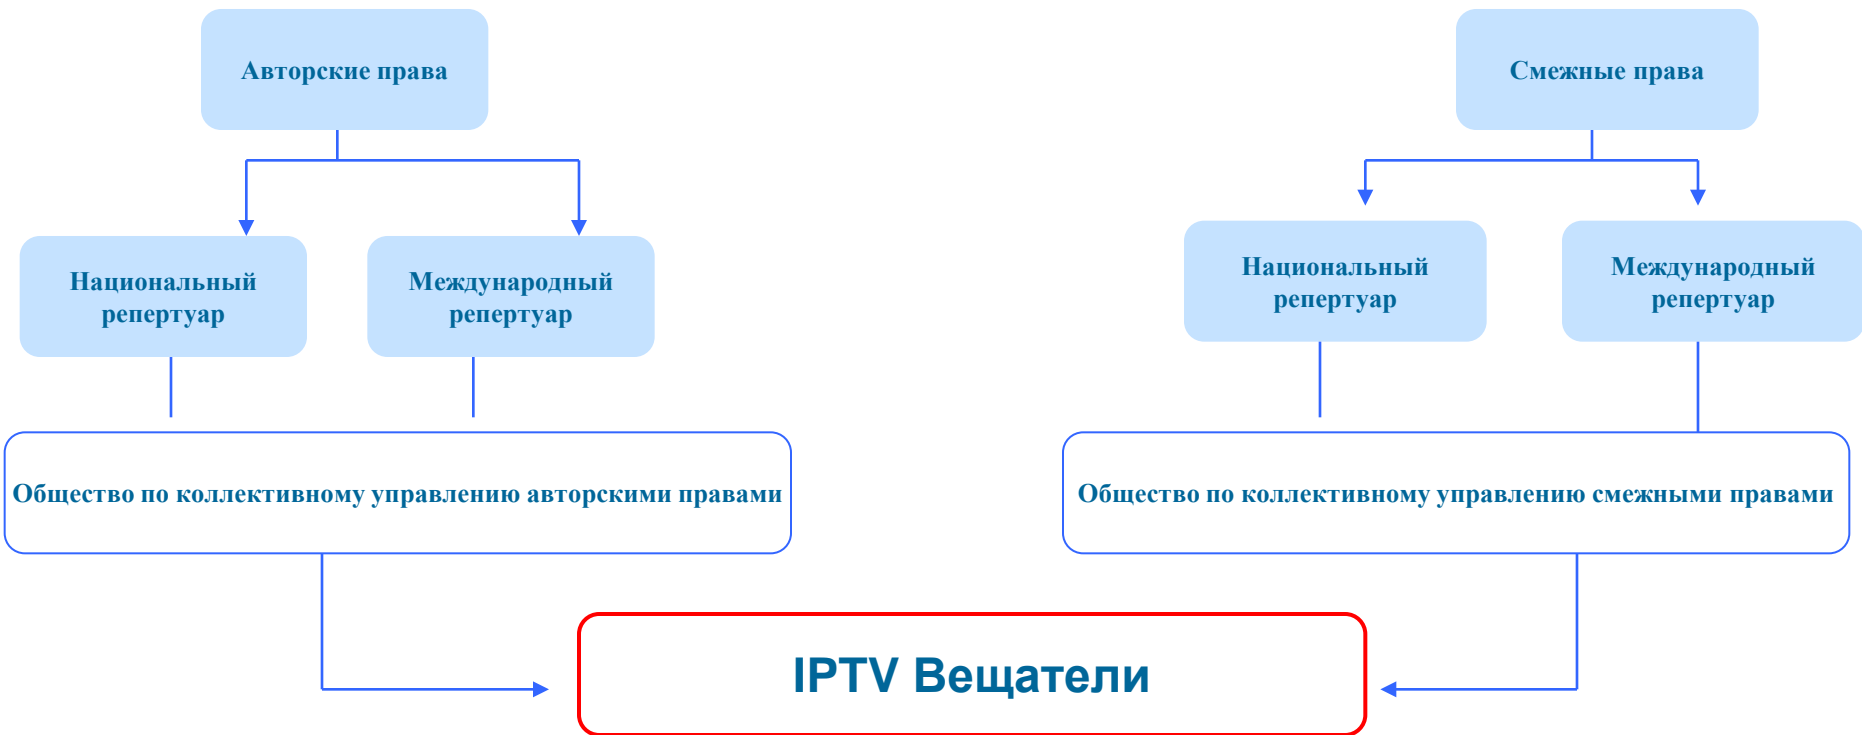 Авторские права
Смежные права
Национальный
репертуар
Международный
репертуар
Национальный
репертуар
Международный
репертуар
Общество по коллективному управлению авторскими правами
Общество по коллективному управлению смежными правами
IPTV Вещатели